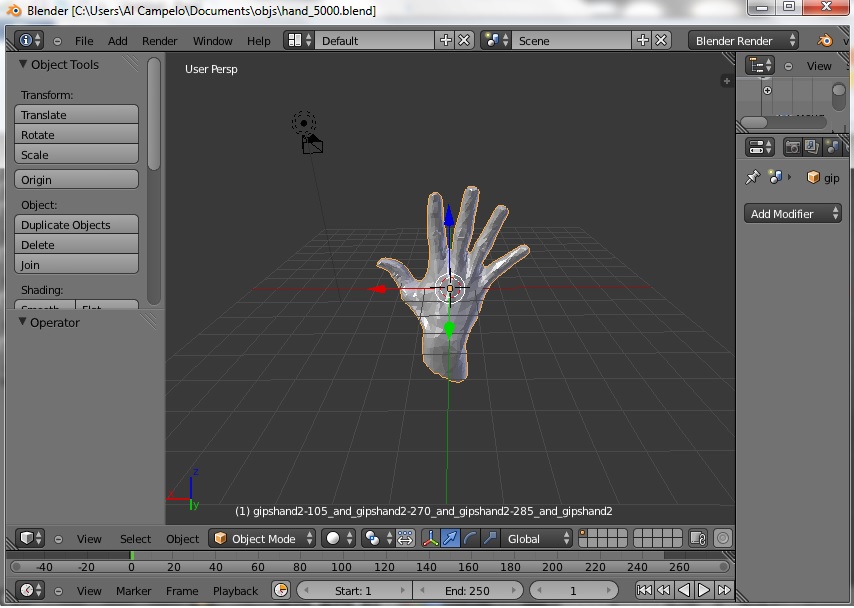 Blender [C:\Users\Al Campelo\Documents\objs\hand_5000.blend]
File Add Render Window Help Default Scene Blender Render
Object Tools
User Persp
View
Transform:
Translate
Rotate
Scale
Origin
gip
Object:
Duplicate Objects
Add Modifier
Delete
Join
Shading:
Smooth Flat
Operator
z
y
(1) gipshand2-105_and_gipshand2-270_and_gipshand2-285_and_gipshand2
View Select Object Object Mode Global
-40 -20 0 20 40 60 80 100 120 140 160 180 200 220 240 260
View Marker Frame Playback Start: 1 End: 250 1